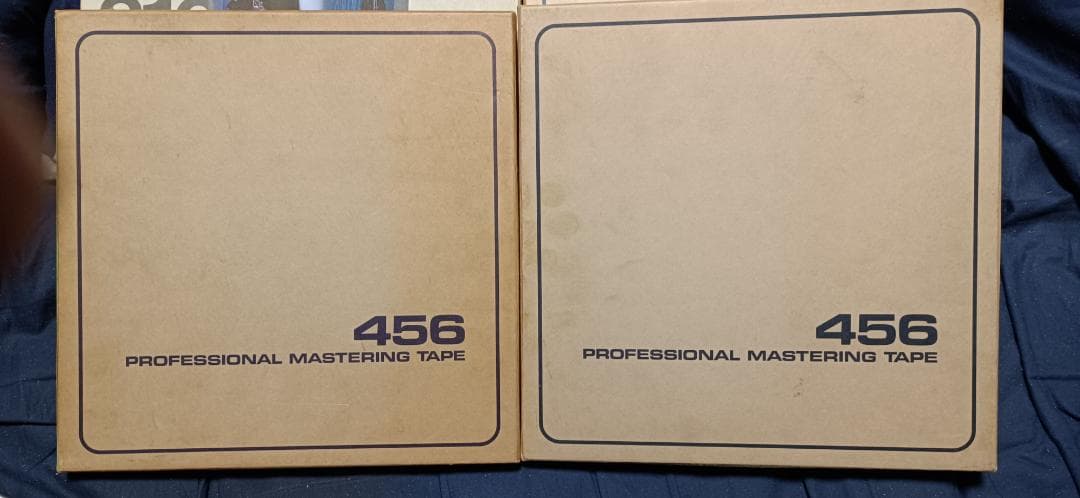 456
PROFESSIONAL MASTERING TAPE
456
PROFESSIONAL MASTERING TAPE